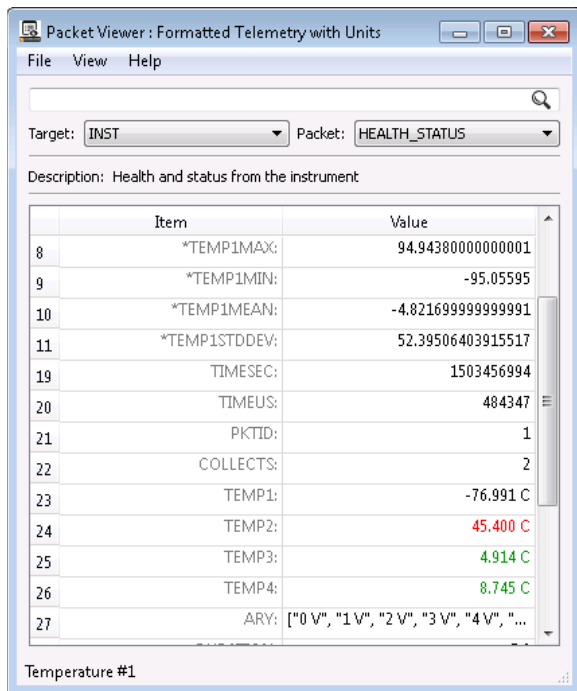 Packet Viewer : Formatted Telemetry with Units
File View Help
Target: INST Packet: HEALTH_STATUS
Description: Health and status from the instrument
Item Value
8 *TEMP1MAX: 94.94380000000001
9 *TEMP1MIN: -95.05595
10 *TEMP1MEAN: -4.821699999999991
11 *TEMP1STDDEV: 52.39506403915517
19 TIMESEC: 1503456994
20 TIMEUS: 484347
21 PKTID: 1
22 COLLECTS: 2
23 TEMP1: -76.991 C
24 TEMP2: 45.400 C
25 TEMP3: 4.914 C
26 TEMP4: 8.745 C
27 ARY: ["0 V", "1 V", "2 V", "3 V", "4 V", "...
Temperature #1